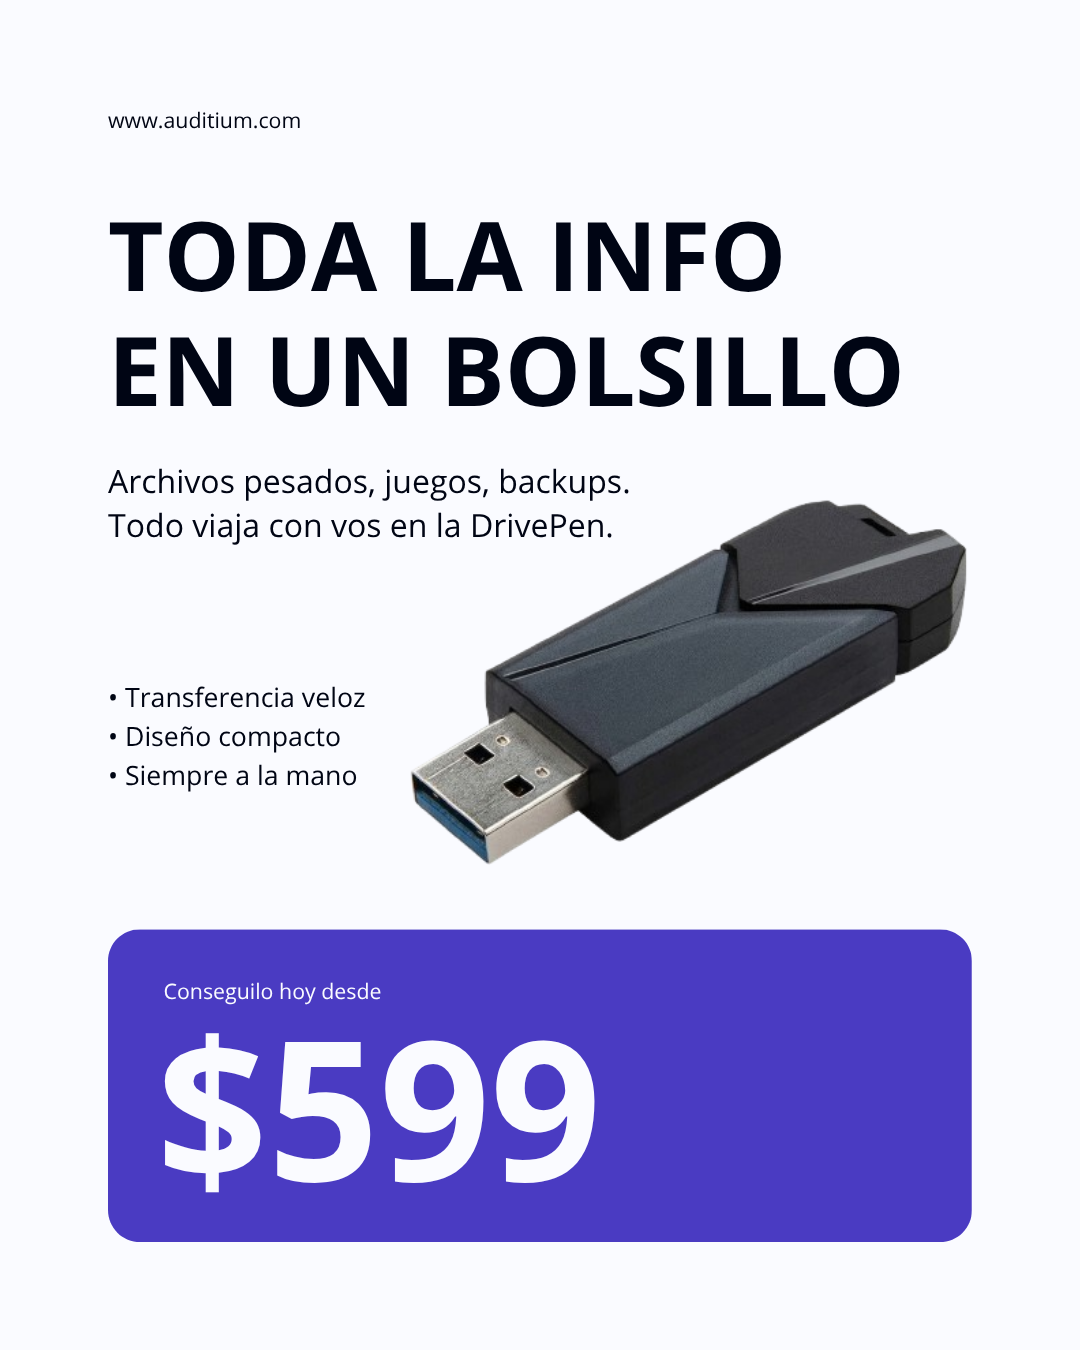 www.auditium.com
TODA LA INFO
EN UN BOLSILLO
Archivos pesados, juegos, backups.
Todo viaja con vos en la DrivePen.
• Transferencia veloz
• Diseño compacto
• Siempre a la mano
Conseguilo hoy desde
$599